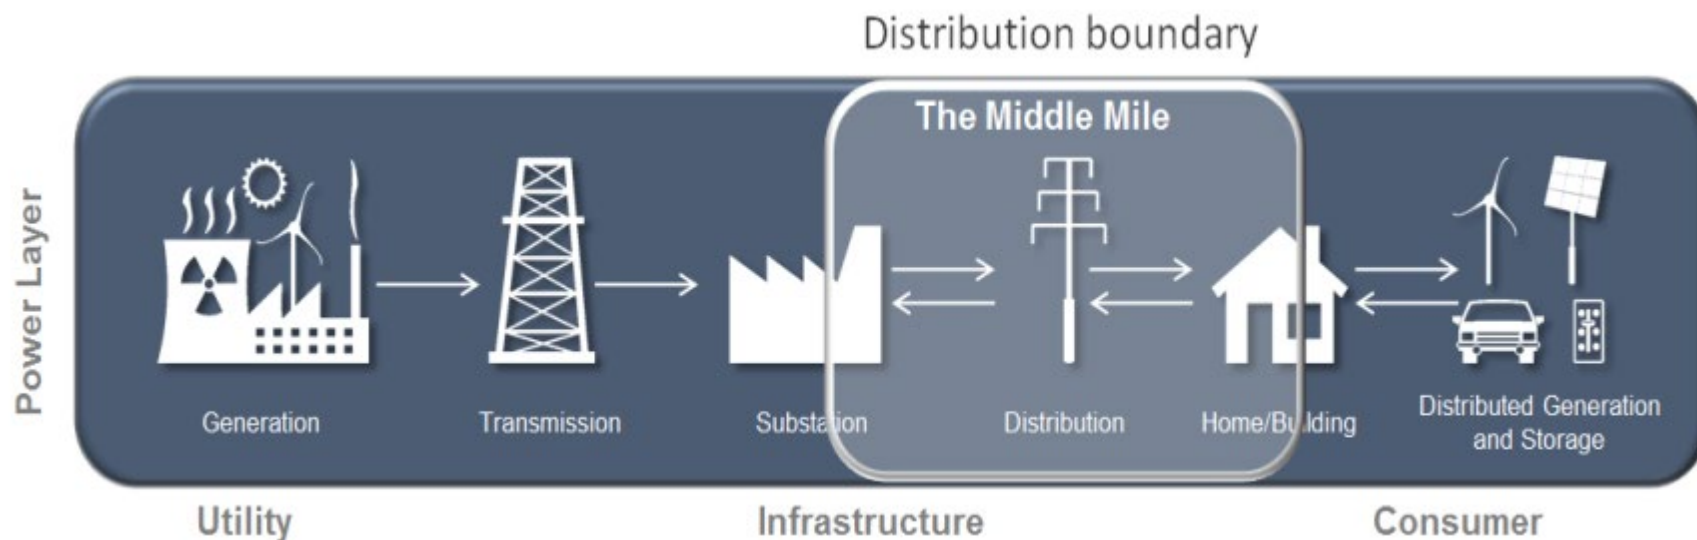 Distribution boundary
The Middle Mile
Power Layer
Generation
Transmission
Substation
Distribution
Home/Building
Distributed Generation
and Storage
Utility
Infrastructure
Consumer